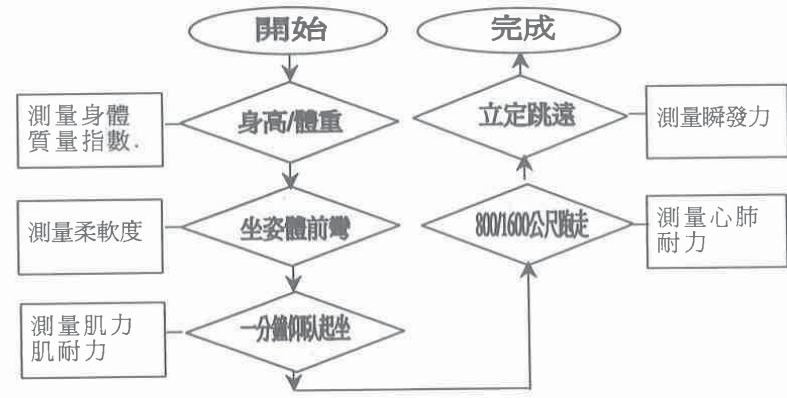 開始
身高/體重
測量身體
質量指數.
坐姿體前彎
測量柔軟度
一分鐘仰臥起坐
測量肌力
肌耐力
800/1600公尺跑走
測量心肺
耐力
立定跳遠
測量瞬發力
完成